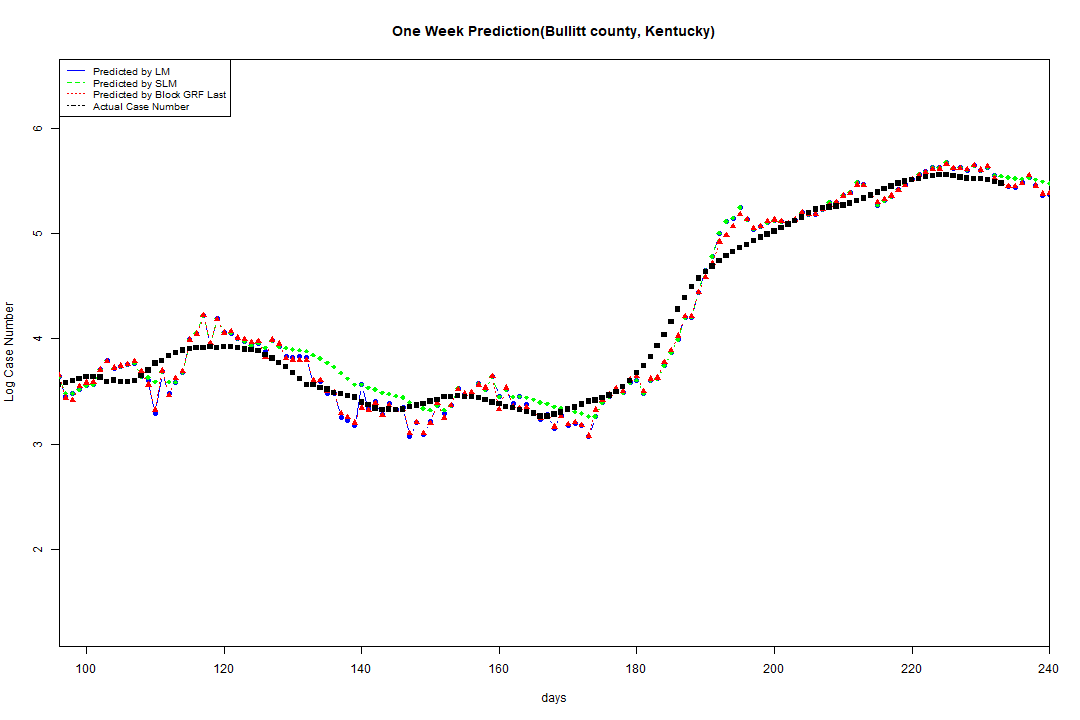 One Week Prediction(Bullitt county, Kentucky)
Predicted by LM
Predicted by SLM
Predicted by Block GRF Last
Actual Case Number
6
5
4
3
2
Log Case Number
100 120 140 160 180 200 220 240
days